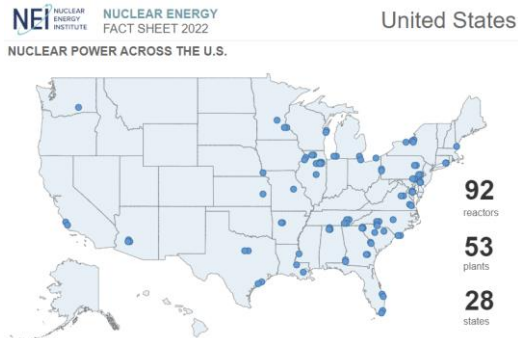 NEI
NUCLEAR
ENERGY
INSTITUTE
NUCLEAR ENERGY
FACT SHEET 2022
United States
NUCLEAR POWER ACROSS THE U.S.
92
reactors
53
plants
28
states